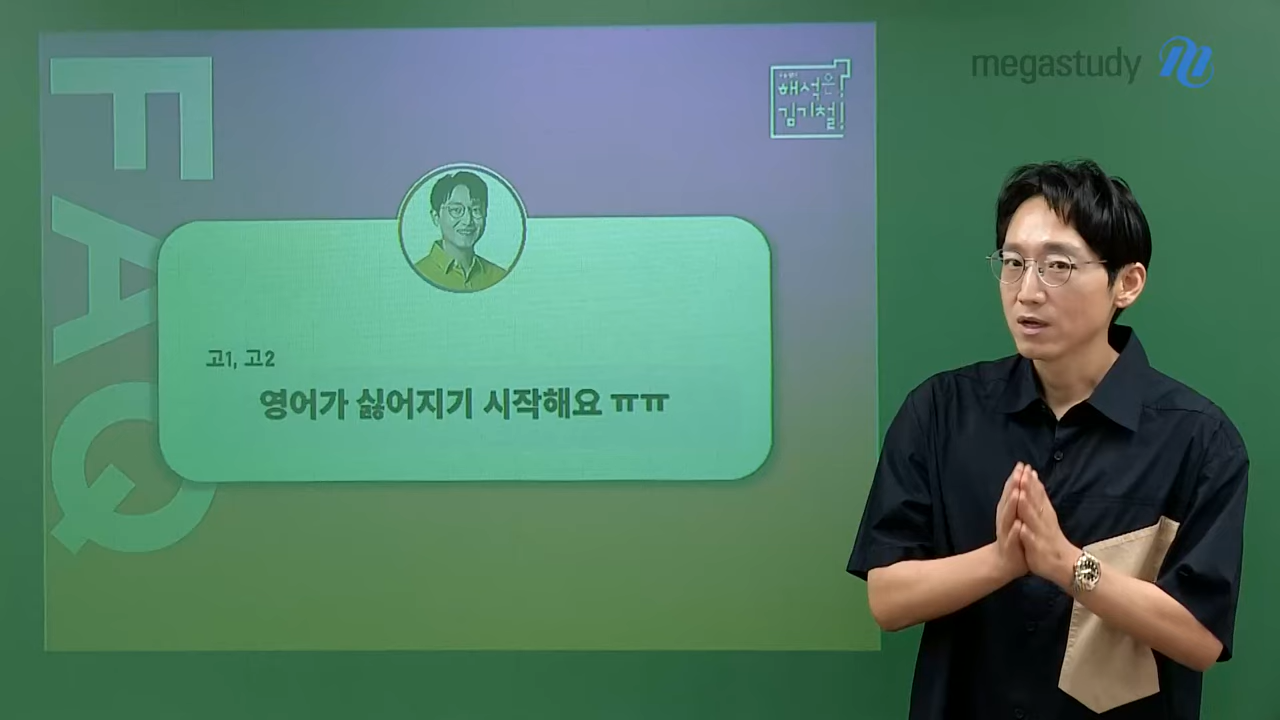 megastudy
FAQ
해석은!
김기철!
고1, 고2
영어가 싫어지기 시작해요 ㅠㅠ